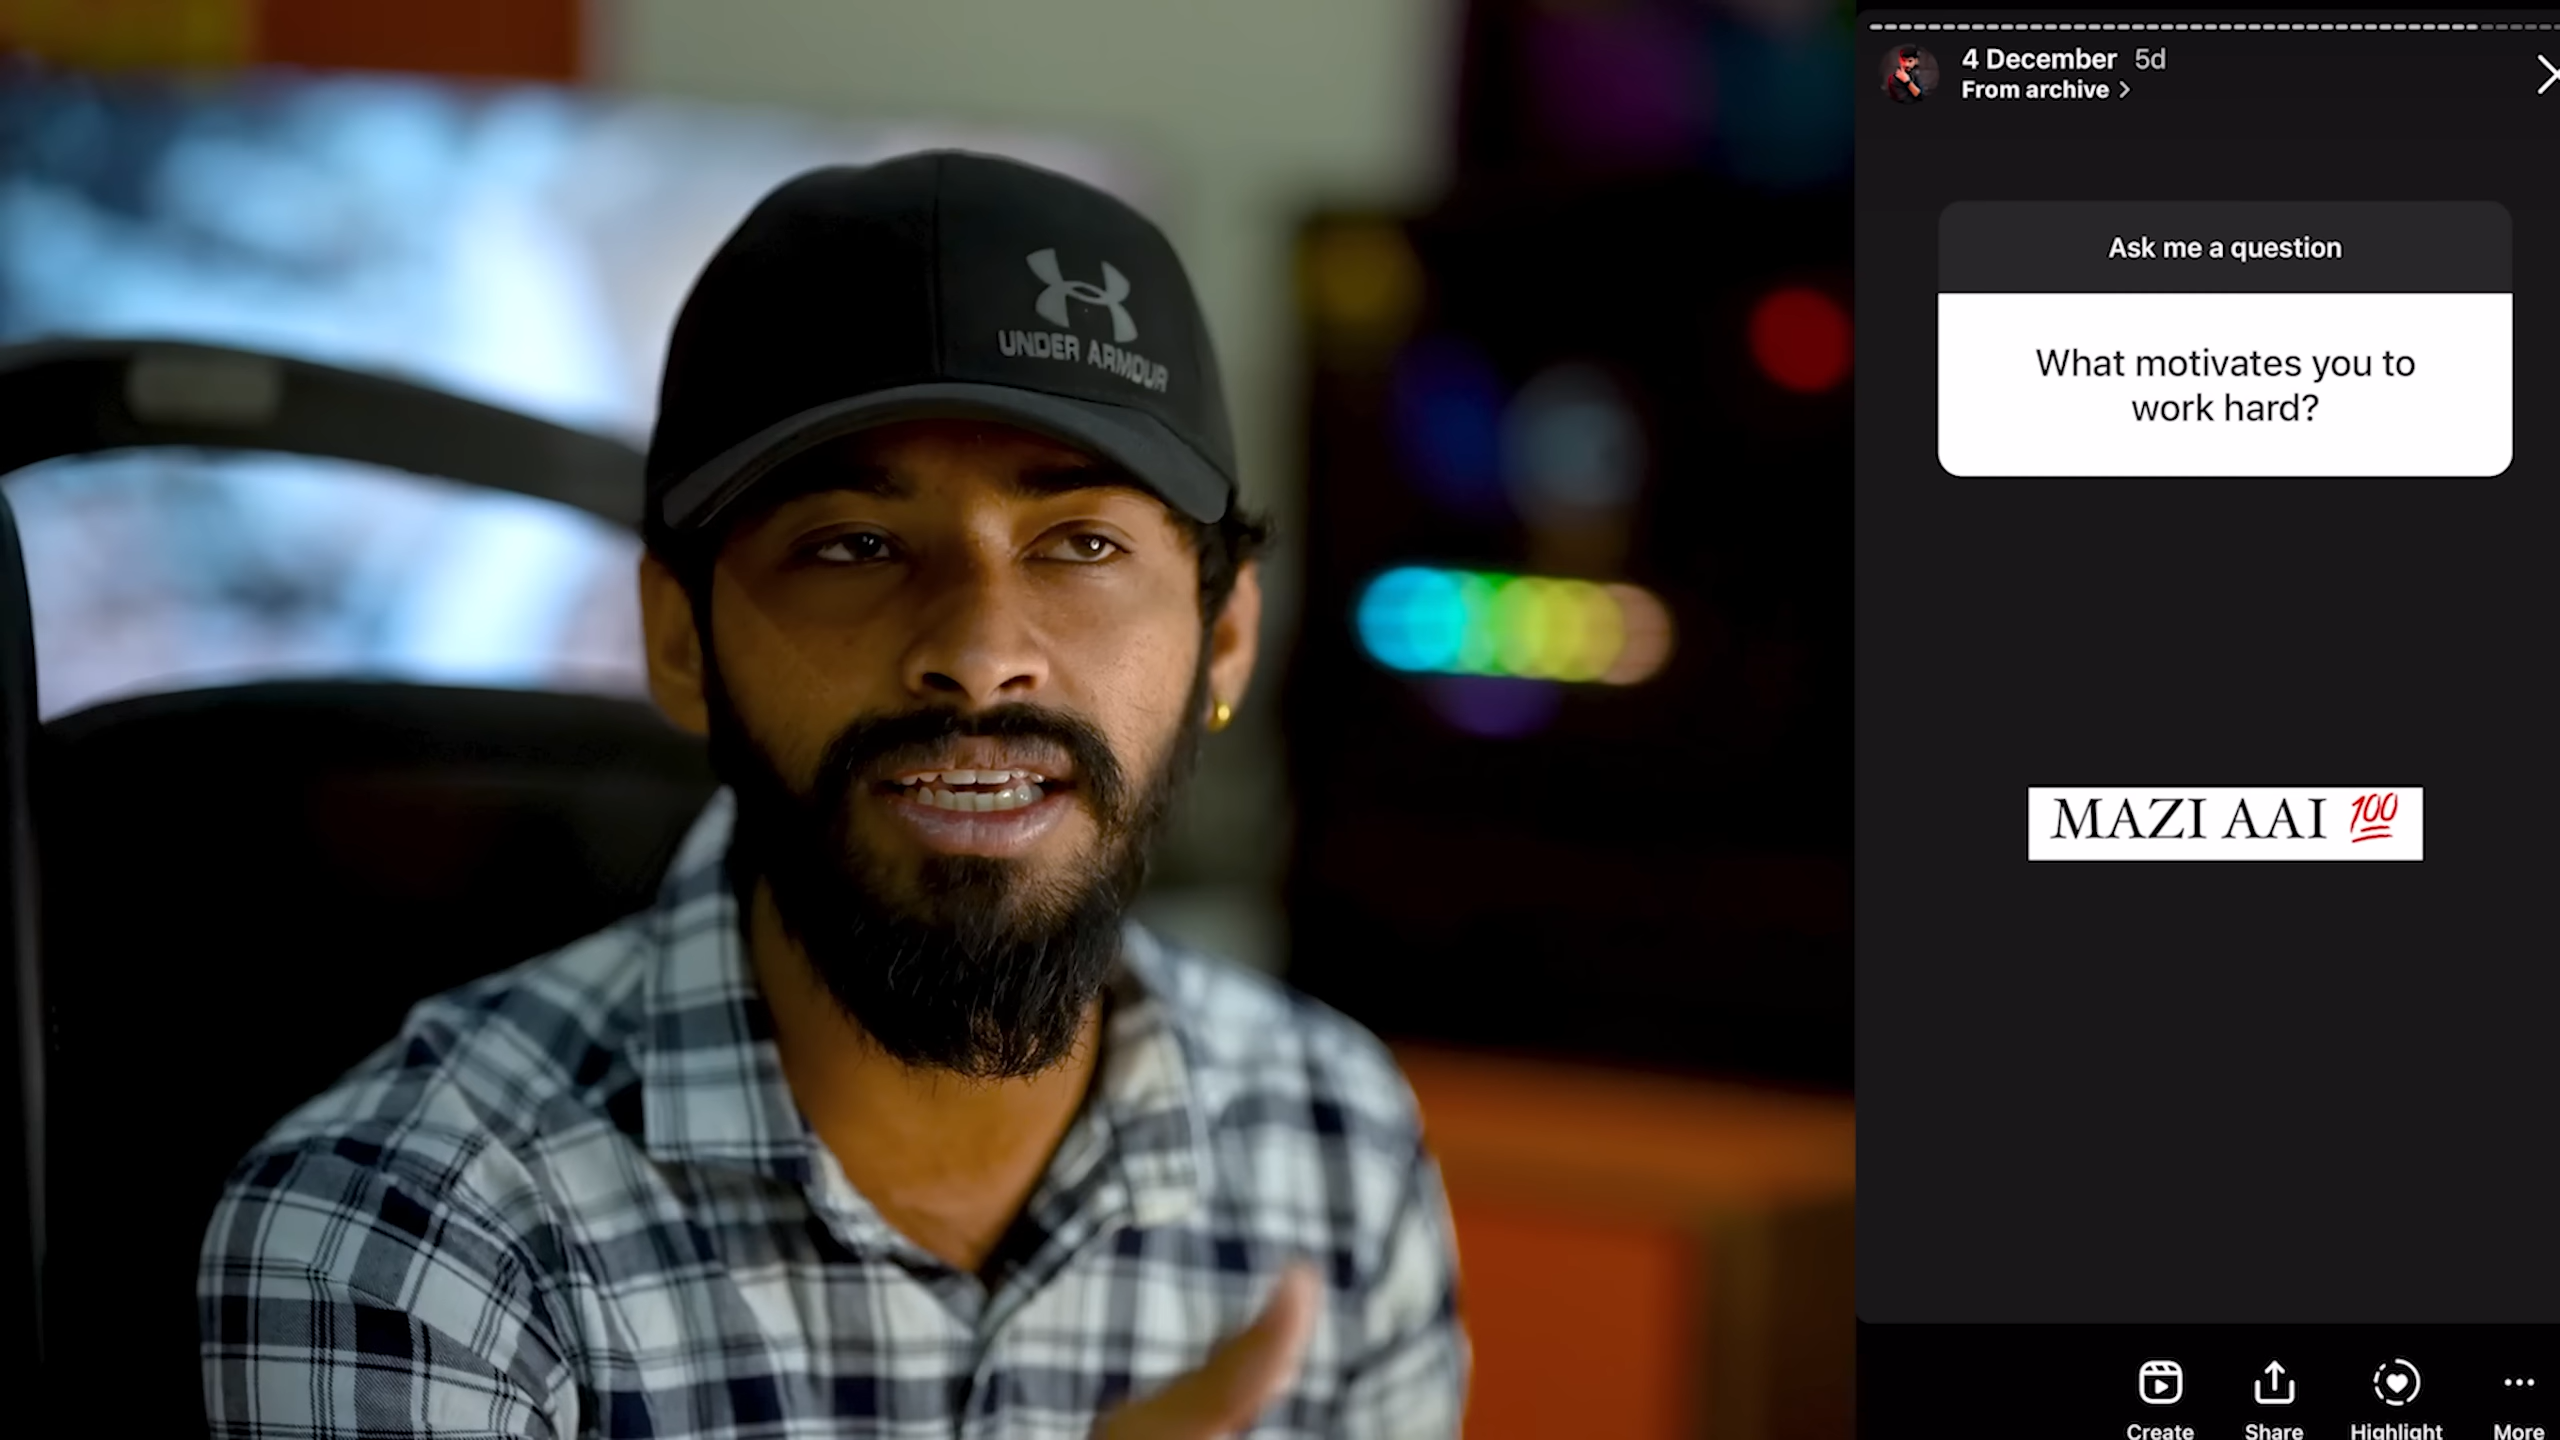 UNDER ARMOUR
4 December 5d
From archive >
Ask me a question
What motivates you to
work hard?
MAZI AAI 💯
Create Share Highlight More